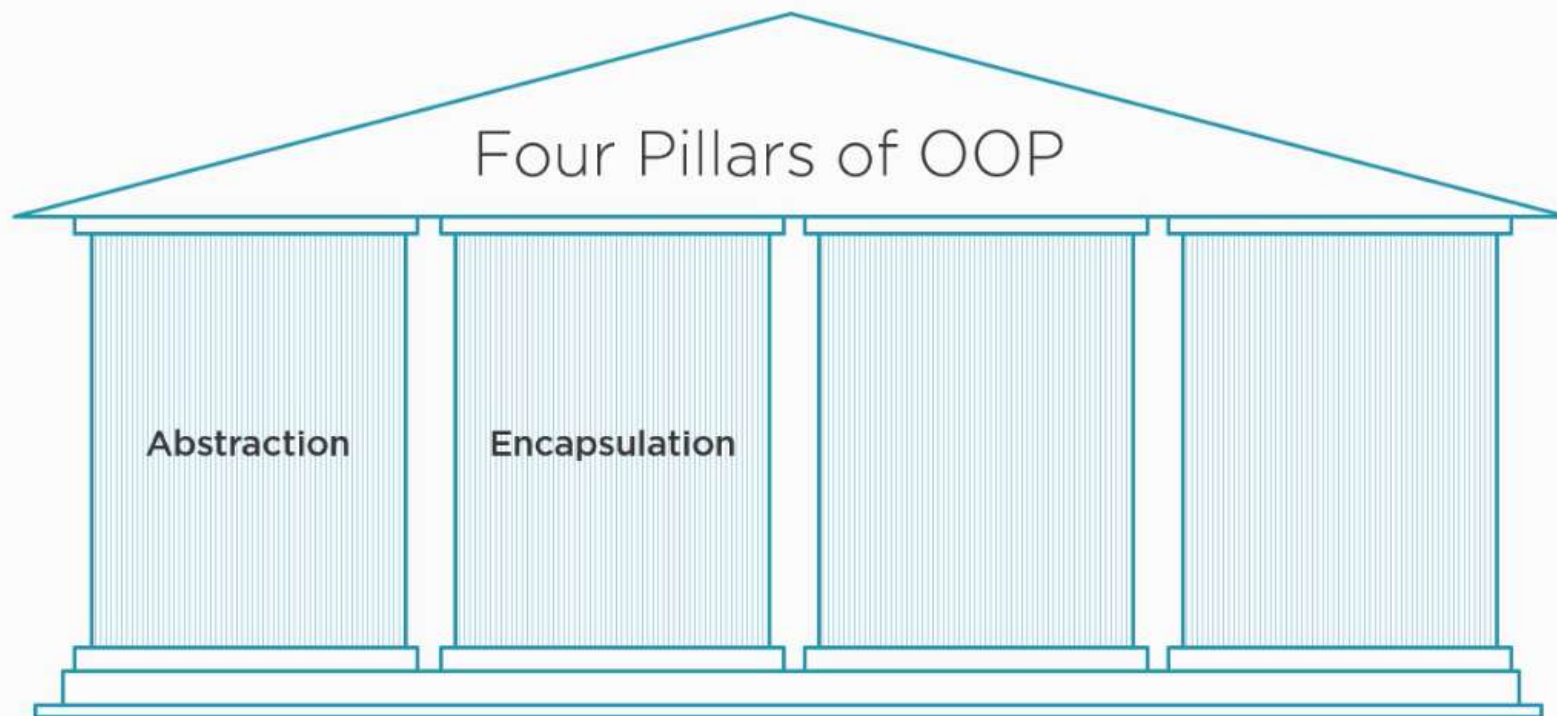 Four Pillars of OOP
Abstraction
Encapsulation